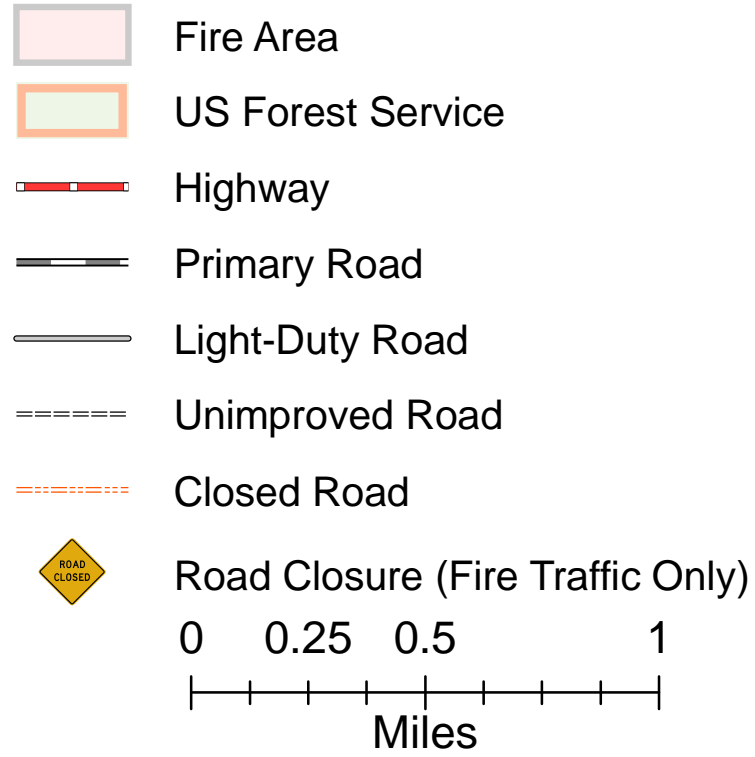 Fire Area
US Forest Service
Highway
Primary Road
Light-Duty Road
Unimproved Road
Closed Road
ROAD
CLOSED
Road Closure (Fire Traffic Only)
0 0.25 0.5 1
Miles